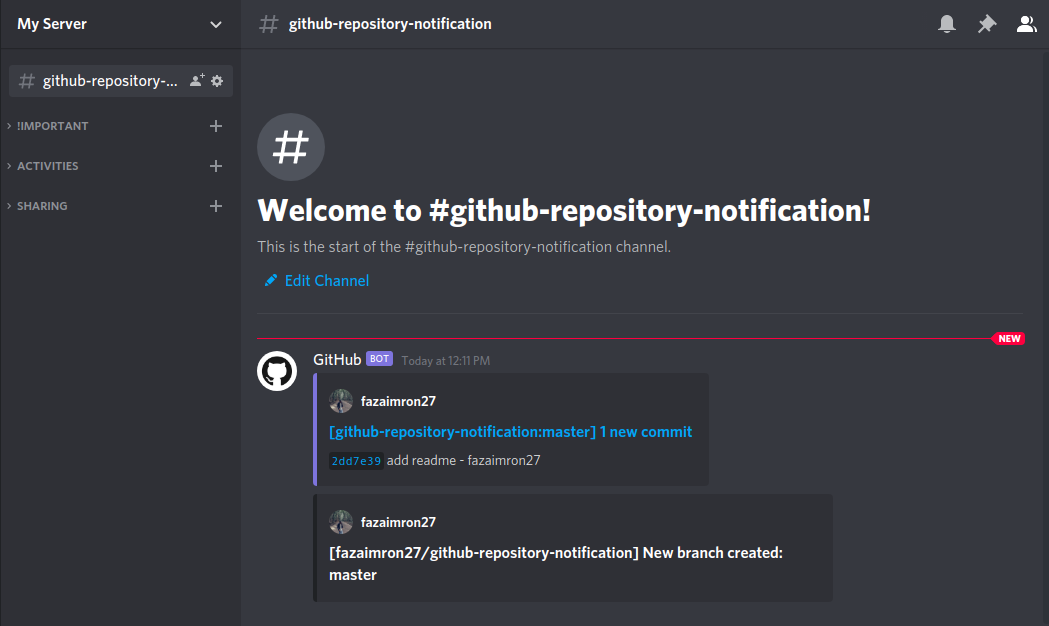 My Server
github-repository-notification
github-repository-...
!IMPORTANT
ACTIVITIES
SHARING
Welcome to #github-repository-notification!
This is the start of the #github-repository-notification channel.
Edit Channel
NEW
GitHub BOT Today at 12:11 PM
fazaimron27
[github-repository-notification:master] 1 new commit
2dd7e39 add readme - fazaimron27
fazaimron27
[fazaimron27/github-repository-notification] New branch created:
master